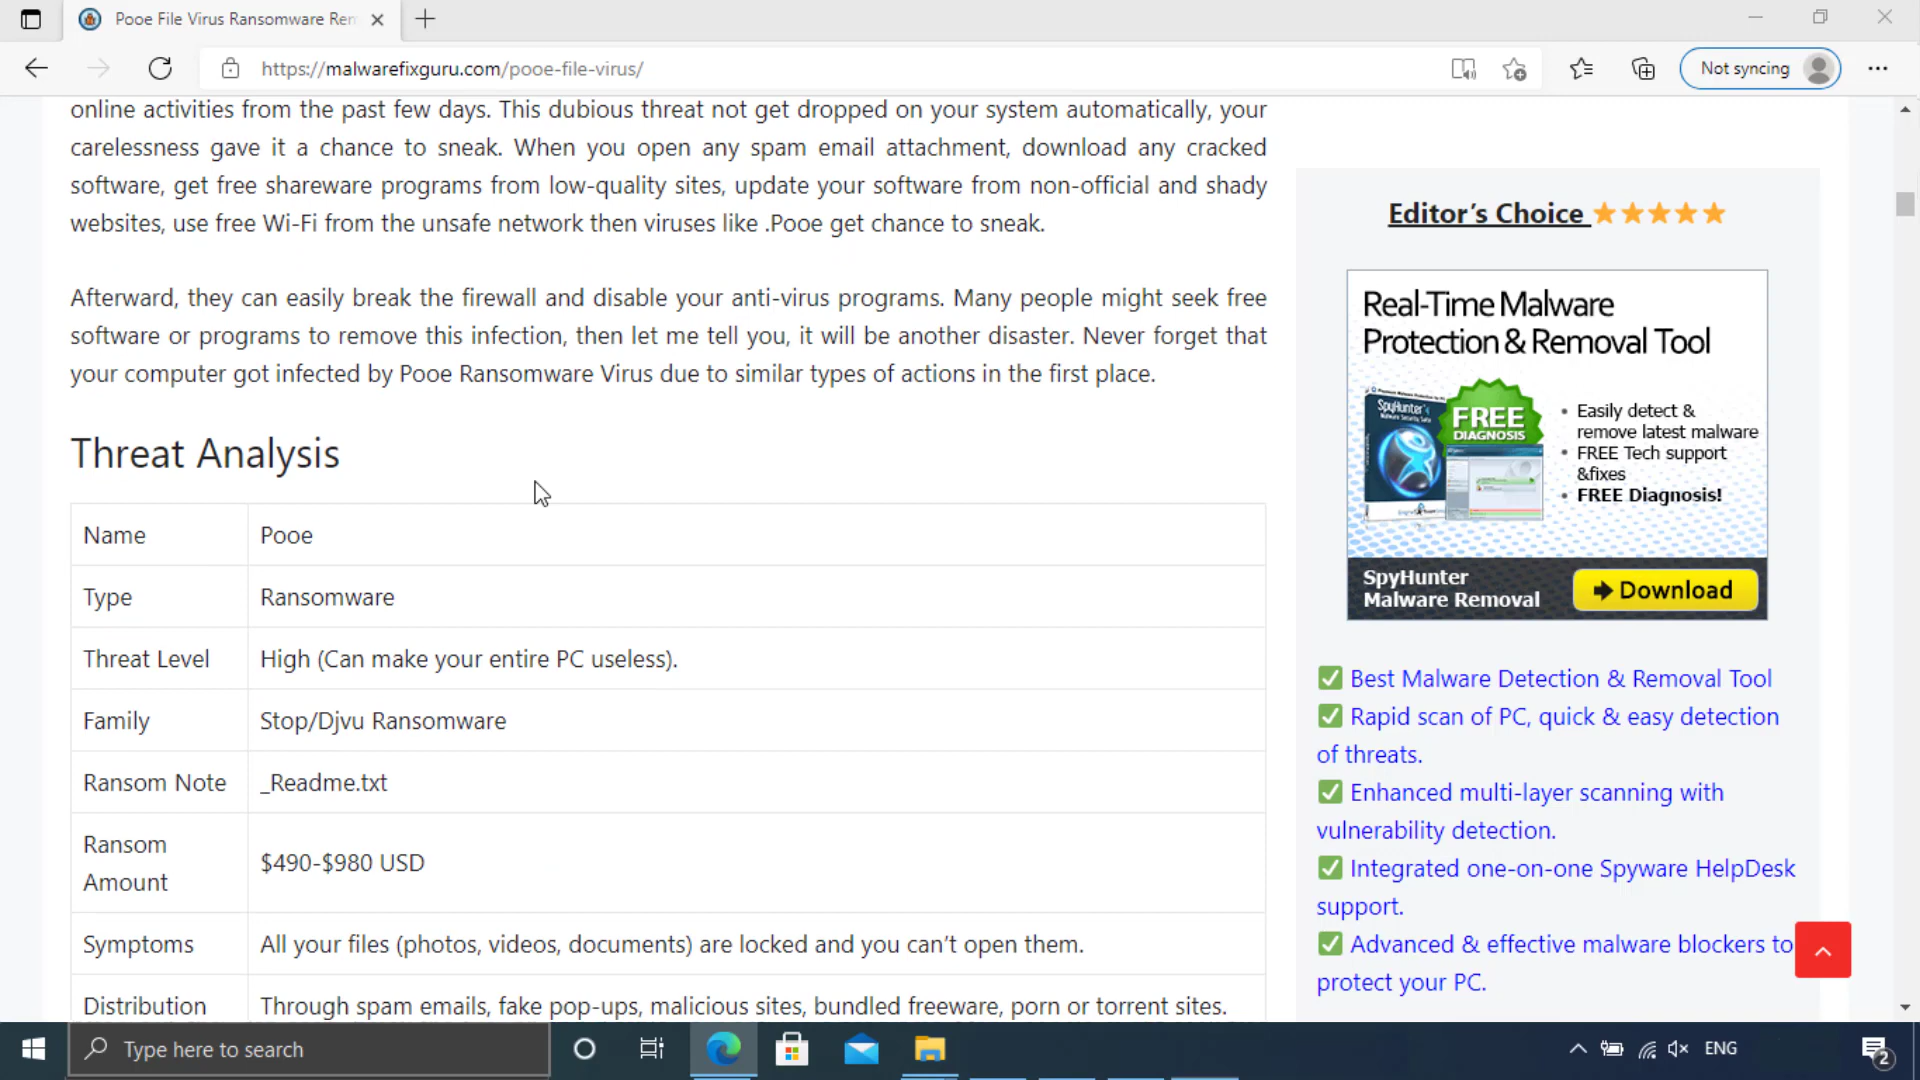 Pooe File Virus Ransomware Rem
https://malwarefixguru.com/pooe-file-virus/
Not syncing
online activities from the past few days. This dubious threat not get dropped on your system automatically, your
carelessness gave it a chance to sneak. When you open any spam email attachment, download any cracked
software, get free shareware programs from low-quality sites, update your software from non-official and shady
websites, use free Wi-Fi from the unsafe network then viruses like .Pooe get chance to sneak.
Afterward, they can easily break the firewall and disable your anti-virus programs. Many people might seek free
software or programs to remove this infection, then let me tell you, it will be another disaster. Never forget that
your computer got infected by Pooe Ransomware Virus due to similar types of actions in the first place.
Threat Analysis
Name Pooe
Type Ransomware
Threat Level High (Can make your entire PC useless).
Family Stop/Djvu Ransomware
Ransom Note _Readme.txt
Ransom
Amount
$490-$980 USD
Symptoms All your files (photos, videos, documents) are locked and you can’t open them.
Distribution Through spam emails, fake pop-ups, malicious sites, bundled freeware, porn or torrent sites.
Editor’s Choice
Real-Time Malware
Protection & Removal Tool
SpyHunter
FREE
DIAGNOSIS
• Easily detect &
remove latest malware
• FREE Tech support
&fixes
• FREE Diagnosis!
SpyHunter
Malware Removal
Download
Best Malware Detection & Removal Tool
Rapid scan of PC, quick & easy detection
of threats.
Enhanced multi-layer scanning with
vulnerability detection.
Integrated one-on-one Spyware HelpDesk
support.
Advanced & effective malware blockers to
protect your PC.
Type here to search
ENG
2